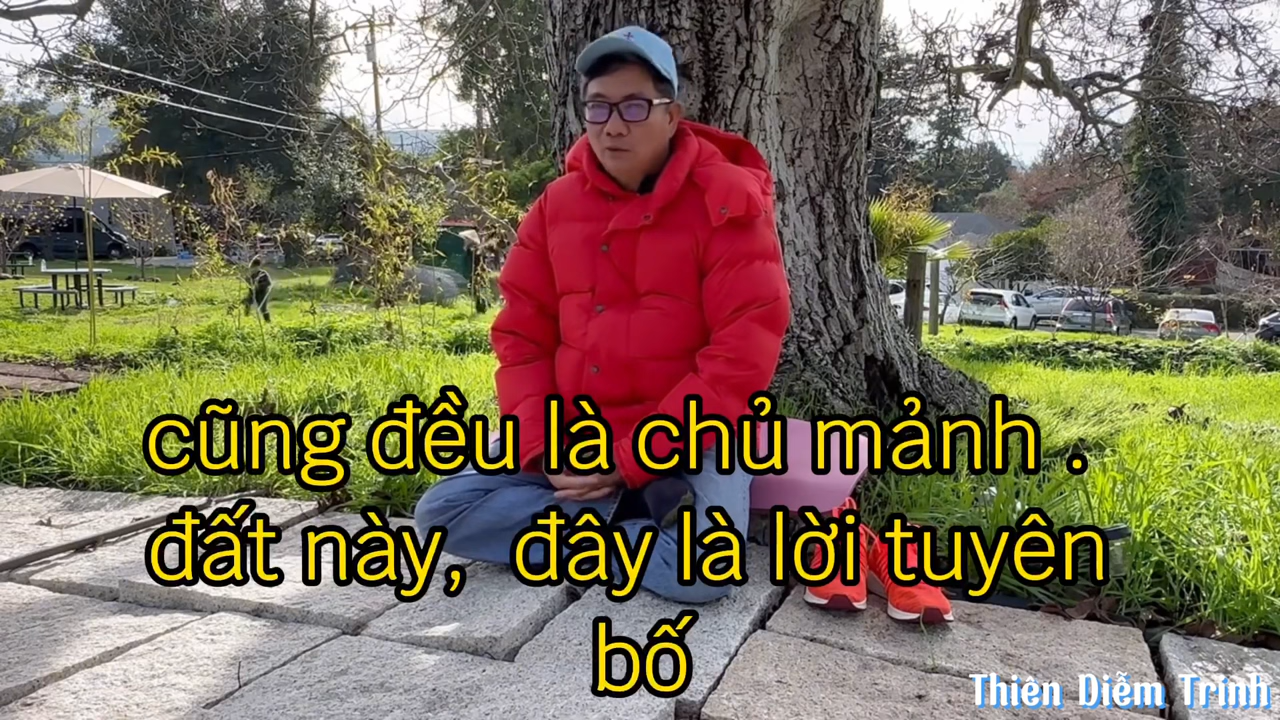 cũng đều là chủ mảnh .
đất này, đây là lời tuyên
bố
Thiên Diễm Trinh